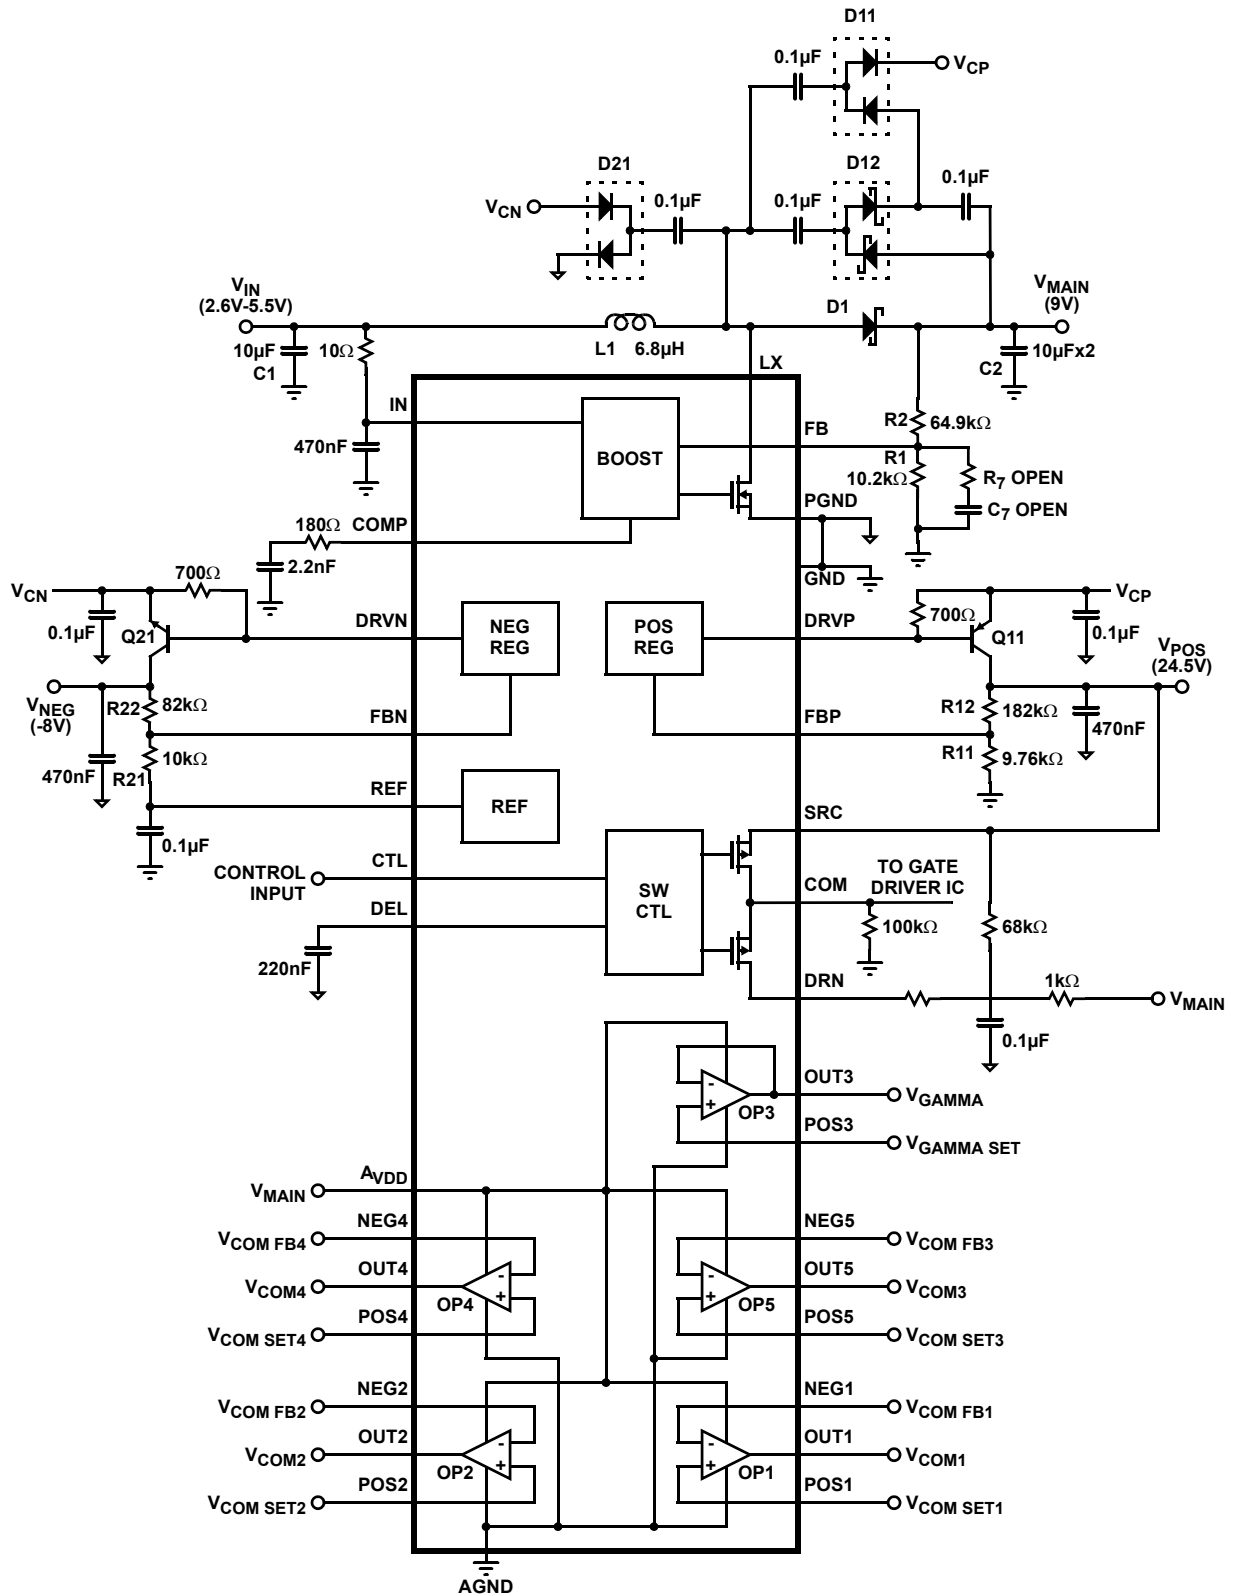 D11
0.1µF
VCP
D21
D12
0.1µF
0.1µF
0.1µF
VCN
VIN
(2.6V-5.5V)
VMAIN
(9V)
D1
10µF
C1
10Ω
L1 6.8µH
LX
C2
10µFx2
IN
470nF
BOOST
FB
R2
64.9kΩ
R1
10.2kΩ
R7 OPEN
C7 OPEN
PGND
180Ω
COMP
2.2nF
GND
VCN
700Ω
0.1µF
Q21
DRVN
NEG
REG
POS
REG
DRVP
700Ω
Q11
VCP
0.1µF
VPOS
(24.5V)
VNEG
(-8V)
R22
82kΩ
FBN
FBP
R12
182kΩ
470nF
470nF
R21
10kΩ
R11
9.76kΩ
REF
REF
0.1µF
SRC
CONTROL
INPUT
CTL
SW
CTL
COM
TO GATE
DRIVER IC
DEL
100kΩ
68kΩ
220nF
DRN
1kΩ
VMAIN
0.1µF
-
+
OP3
OUT3
VGAMMA
POS3
VGAMMA SET
VMAIN
AVDD
NEG4
VCOM FB4
NEG5
VCOM FB3
OUT4
VCOM4
-
+
OP4
-
+
OP5
OUT5
VCOM3
POS4
VCOM SET4
POS5
VCOM SET3
NEG2
VCOM FB2
NEG1
VCOM FB1
OUT2
VCOM2
-
+
OP2
-
+
OP1
OUT1
VCOM1
POS2
VCOM SET2
POS1
VCOM SET1
AGND